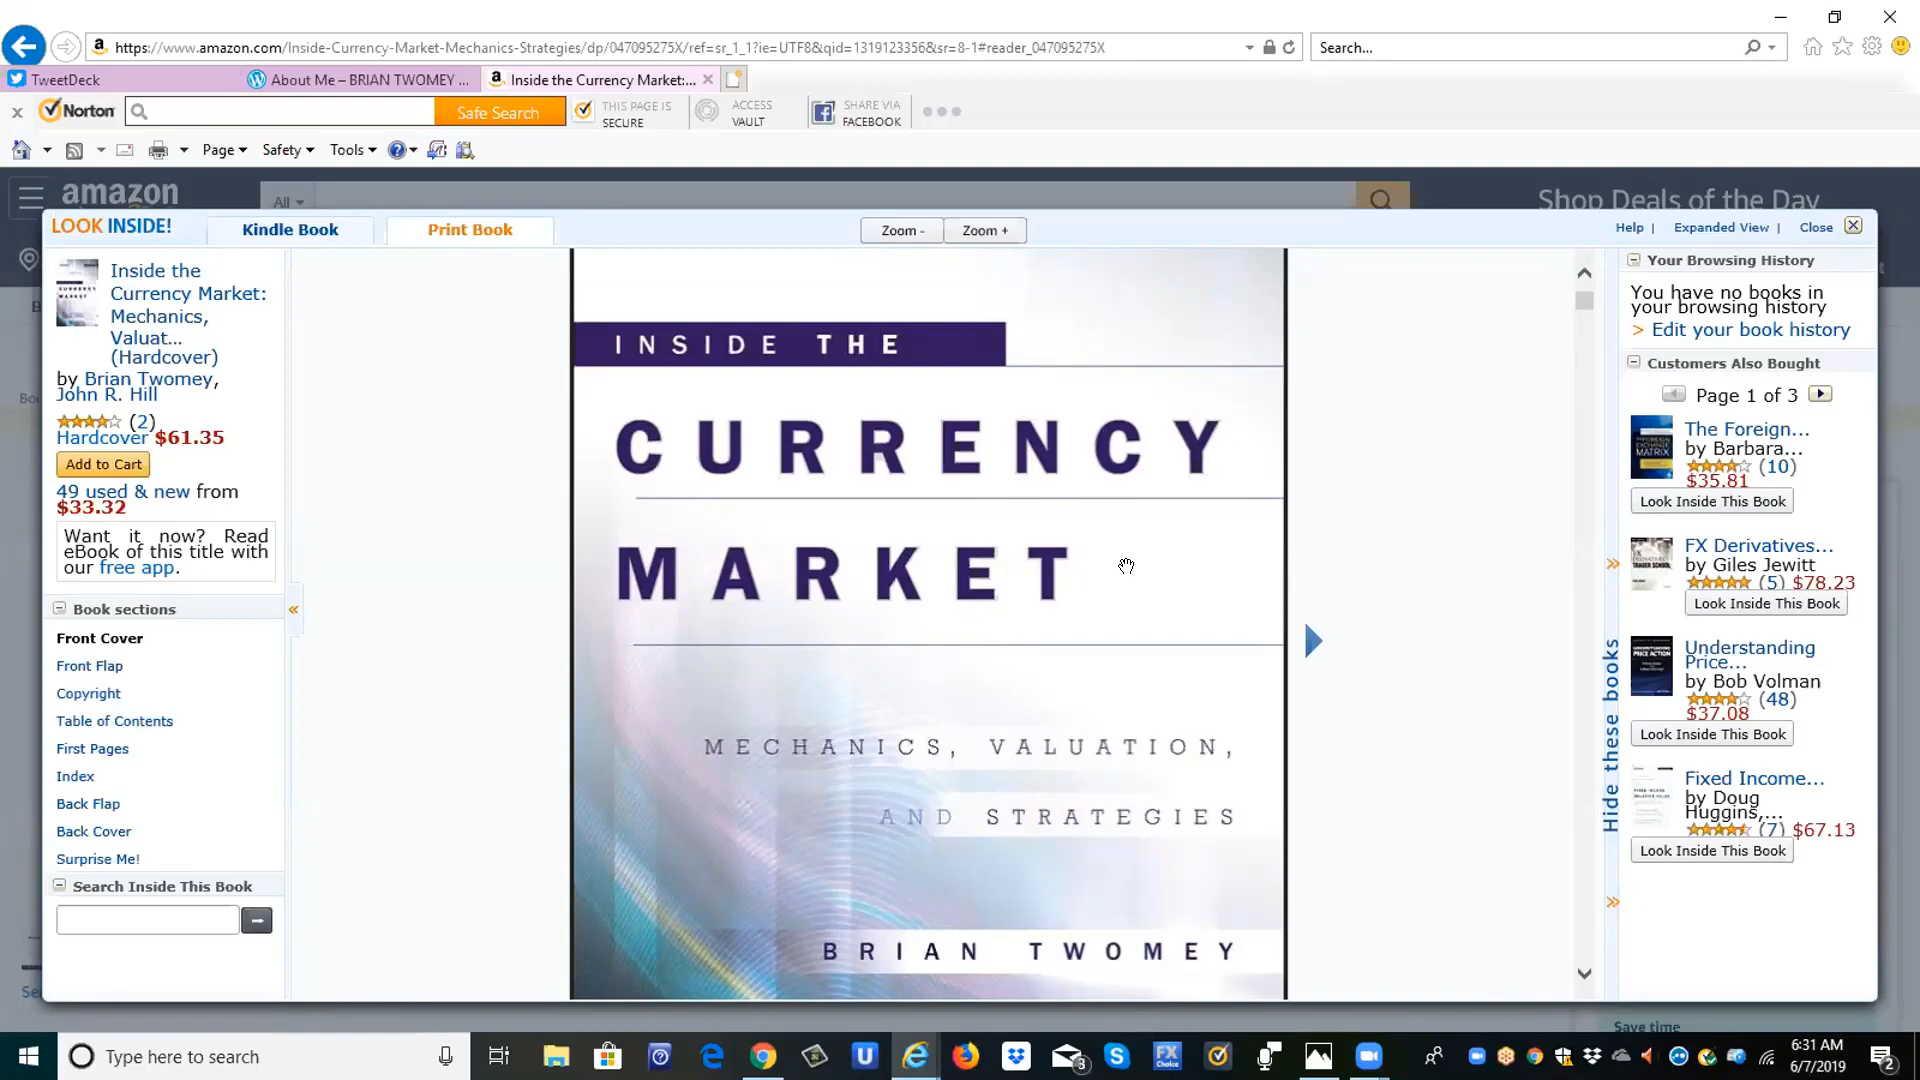 https://www.amazon.com/Inside-Currency-Market-Mechanics-Strategies/dp/047095275X/ref=sr_1_1?ie=UTF8&qid=1319123356&sr=8-1#reader_047095275X
Search...
TweetDeck
About Me – BRIAN TWOMEY ...
Inside the Currency Market:...
Norton
Safe Search
THIS PAGE IS
SECURE
ACCESS
VAULT
SHARE VIA
FACEBOOK
Page
Safety
Tools
amazon
All
Shop Deals of the Day
LOOK INSIDE!
Kindle Book
Print Book
Zoom -
Zoom +
Help |
Expanded View |
Close
Inside the
Currency Market:
Mechanics,
Valuat...
(Hardcover)
by Brian Twomey,
John R. Hill
(2)
Hardcover $61.35
Add to Cart
49 used & new from
$33.32
Want it now? Read
eBook of this title with
our free app.
Book sections
Front Cover
Front Flap
Copyright
Table of Contents
First Pages
Index
Back Flap
Back Cover
Surprise Me!
Search Inside This Book
INSIDE THE
CURRENCY
MARKET
MECHANICS, VALUATION,
AND STRATEGIES
BRIAN TWOMEY
Hide these books
Your Browsing History
You have no books in
your browsing history
> Edit your book history
Customers Also Bought
Page 1 of 3
The Foreign...
by Barbara...
(10)
$35.81
Look Inside This Book
FX Derivatives...
by Giles Jewitt
(5) $78.23
Look Inside This Book
Understanding
Price...
by Bob Volman
(48)
$37.08
Look Inside This Book
Fixed Income...
by Doug
Huggins,...
(7) $67.13
Look Inside This Book
Save time
Type here to search
FX
Choice
3
6:31 AM
6/7/2019
2